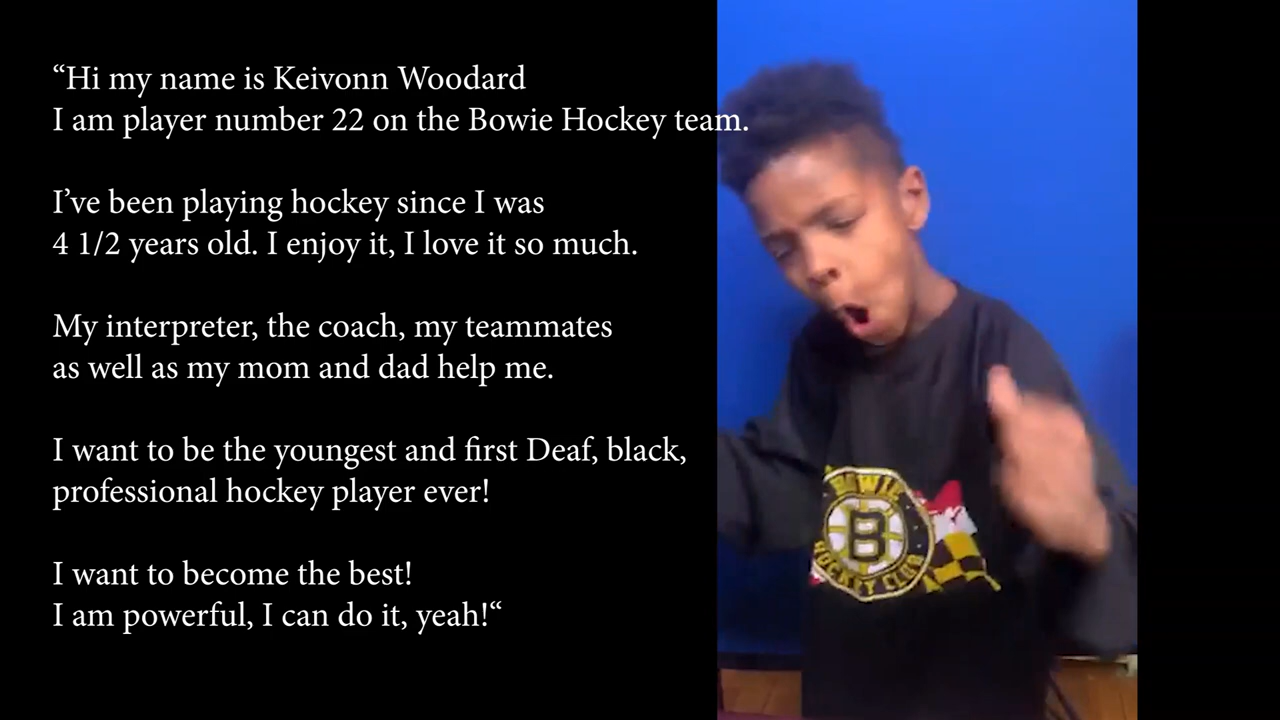 “Hi my name is Keivonn Woodard
I am player number 22 on the Bowie Hockey team.
I’ve been playing hockey since I was
4 1/2 years old. I enjoy it, I love it so much.
My interpreter, the coach, my teammates
as well as my mom and dad help me.
I want to be the youngest and first Deaf, black,
professional hockey player ever!
I want to become the best!
I am powerful, I can do it, yeah!“
BOWIE
B
HOCKEY CLUB